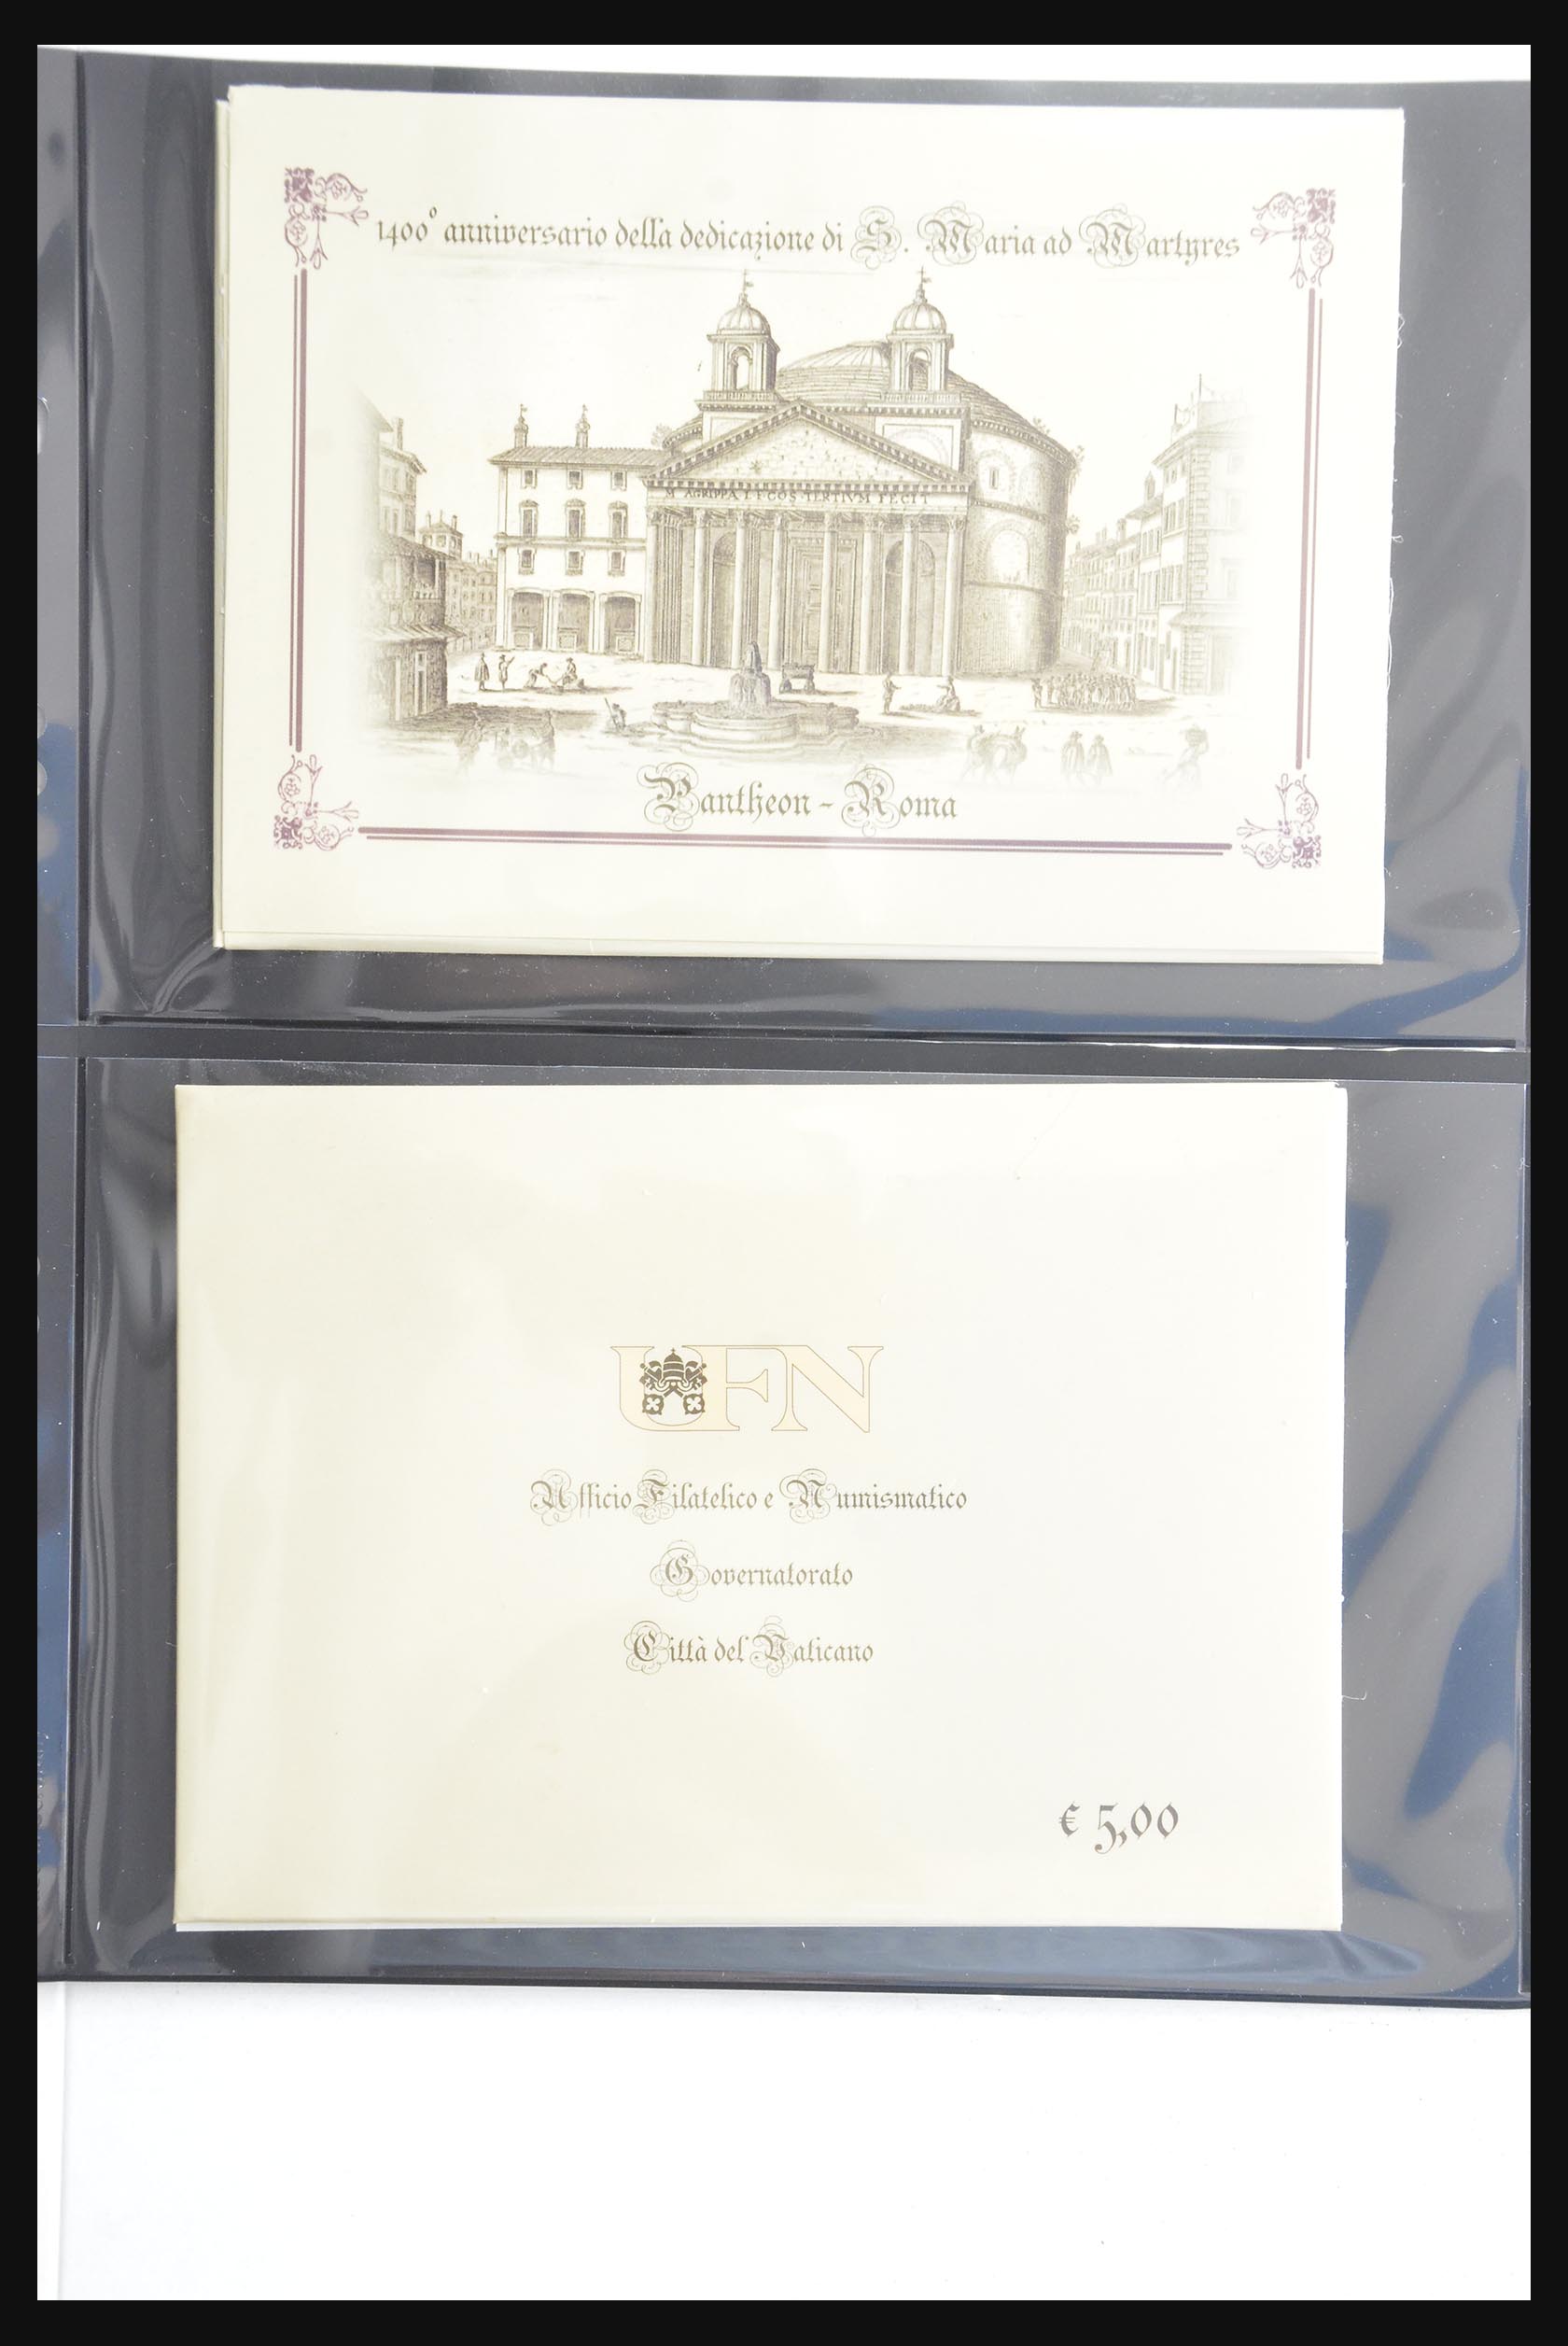 1400° anniversario della dedicazione di S. Maria ad Martyres
M AGRIPPA L F COS TERTIVM FECIT
Pantheon - Roma
UFN
Ufficio Filatelico e Numismatico
Governatorato
Città del Vaticano
€ 5,00